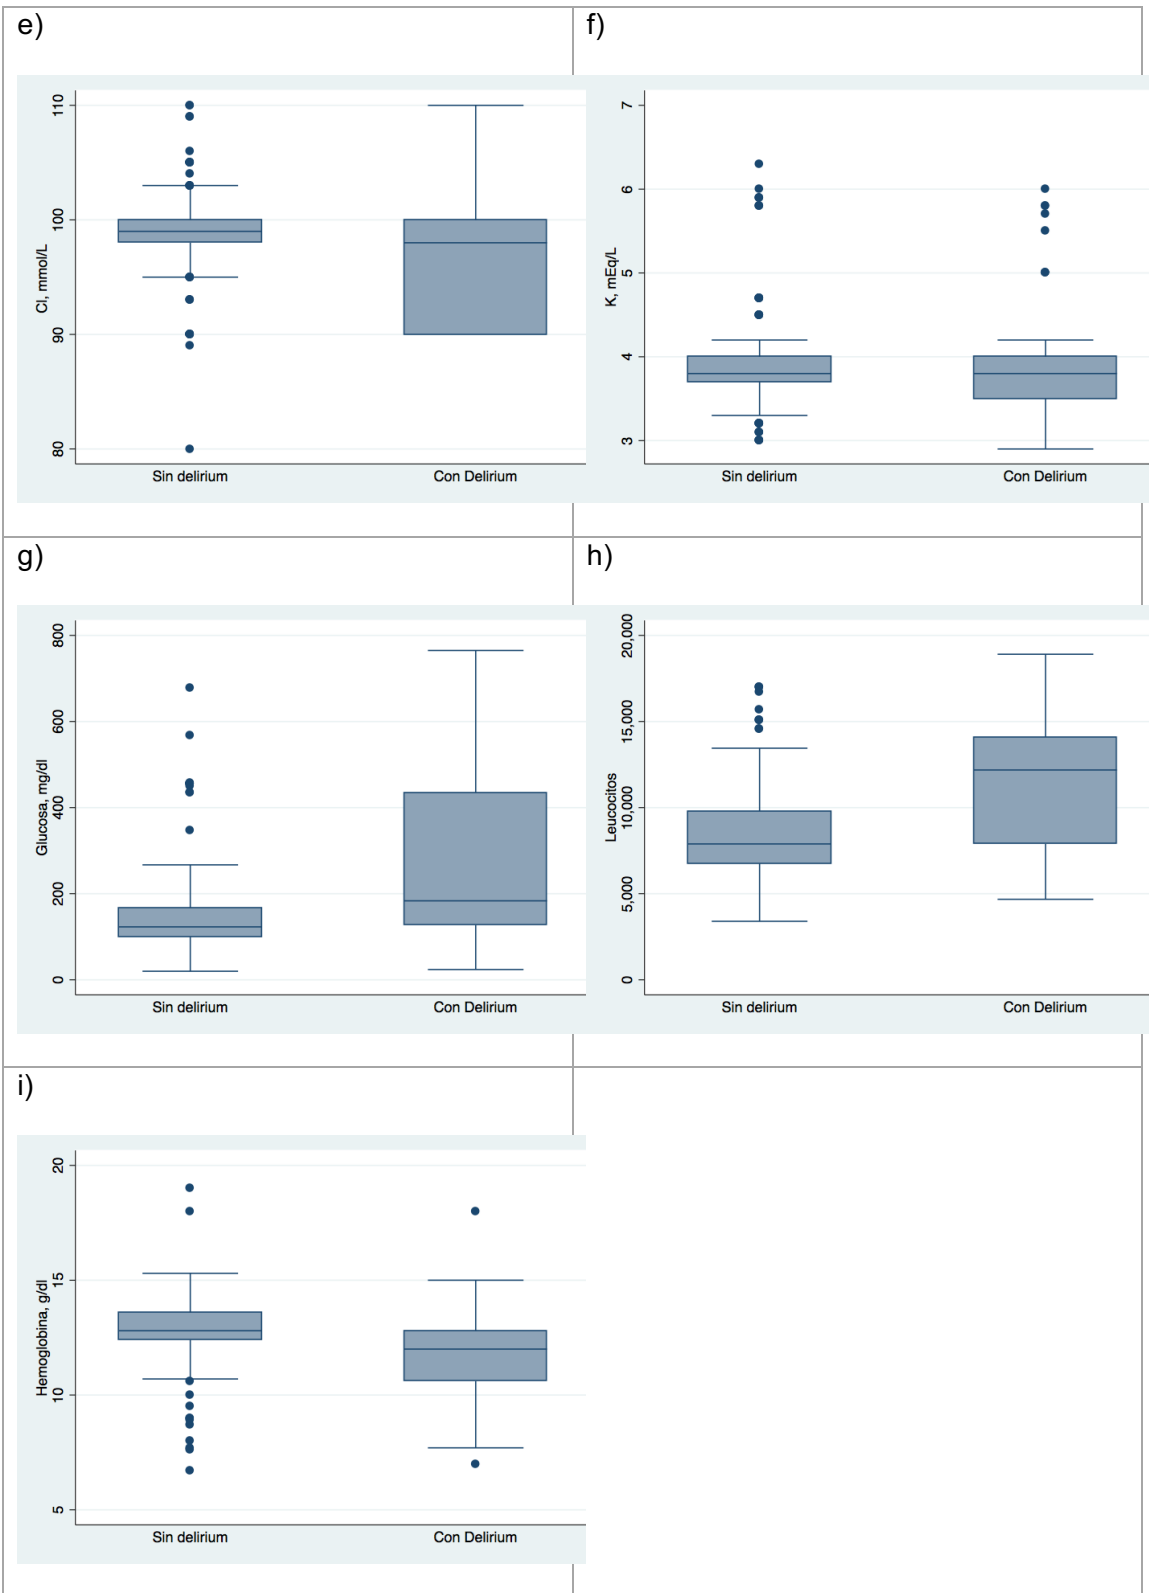 e)
f)
110
100
90
80
Cl, mmol/L
Sin delirium
Con Delirium
7
6
5
4
3
K, mEq/L
Sin delirium
Con Delirium
g)
h)
800
600
400
200
0
Glucosa, mg/dl
Sin delirium
Con Delirium
20,000
15,000
10,000
5,000
0
Leucocitos
Sin delirium
Con Delirium
i)
20
15
10
5
Hemoglobina, g/dl
Sin delirium
Con Delirium